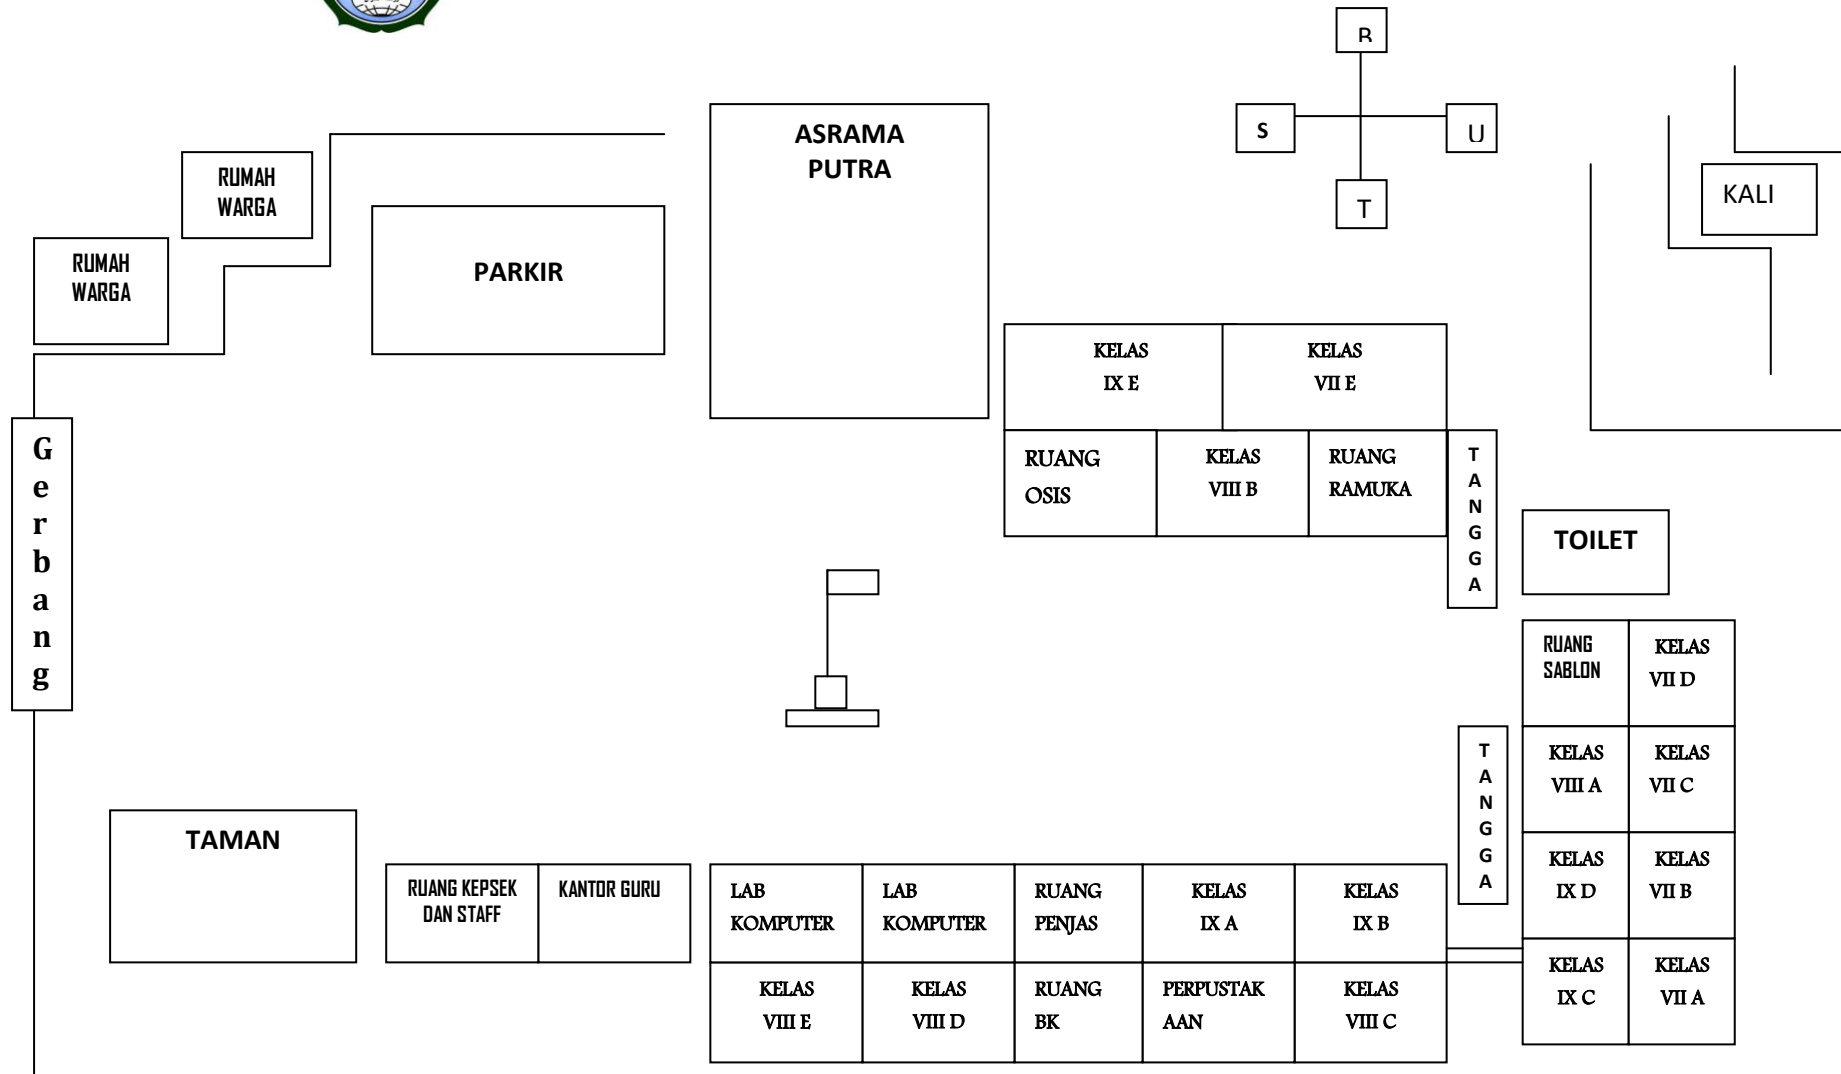 B
S
U
T
ASRAMA
PUTRA
RUMAH
WARGA
RUMAH
WARGA
PARKIR
KALI
KELAS
IX E
KELAS
VII E
Gerbang
RUANG
OSIS
KELAS
VIII B
RUANG
RAMUKA
TANGGA
TOILET
RUANG
SABLON
KELAS
VII D
TANGGA
KELAS
VIII A
KELAS
VII C
TAMAN
KELAS
IX D
KELAS
VII B
RUANG KEPSEK
DAN STAFF
KANTOR GURU
LAB
KOMPUTER
LAB
KOMPUTER
RUANG
PENJAS
KELAS
IX A
KELAS
IX B
KELAS
IX C
KELAS
VII A
KELAS
VIII E
KELAS
VIII D
RUANG
BK
PERPUSTAK
AAN
KELAS
VIII C